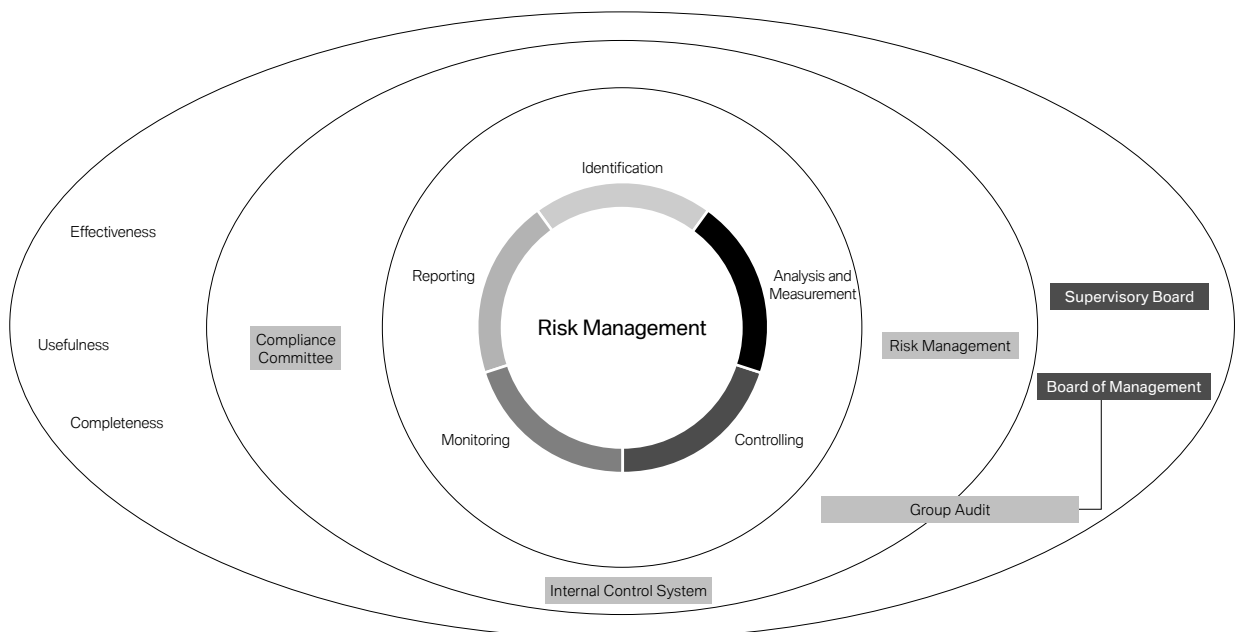 Identification
Effectiveness
Reporting
Analysis and
Measurement
Supervisory Board
Risk Management
Compliance
Committee
Usefulness
Risk Management
Board of Management
Completeness
Monitoring
Controlling
Group Audit
Internal Control System